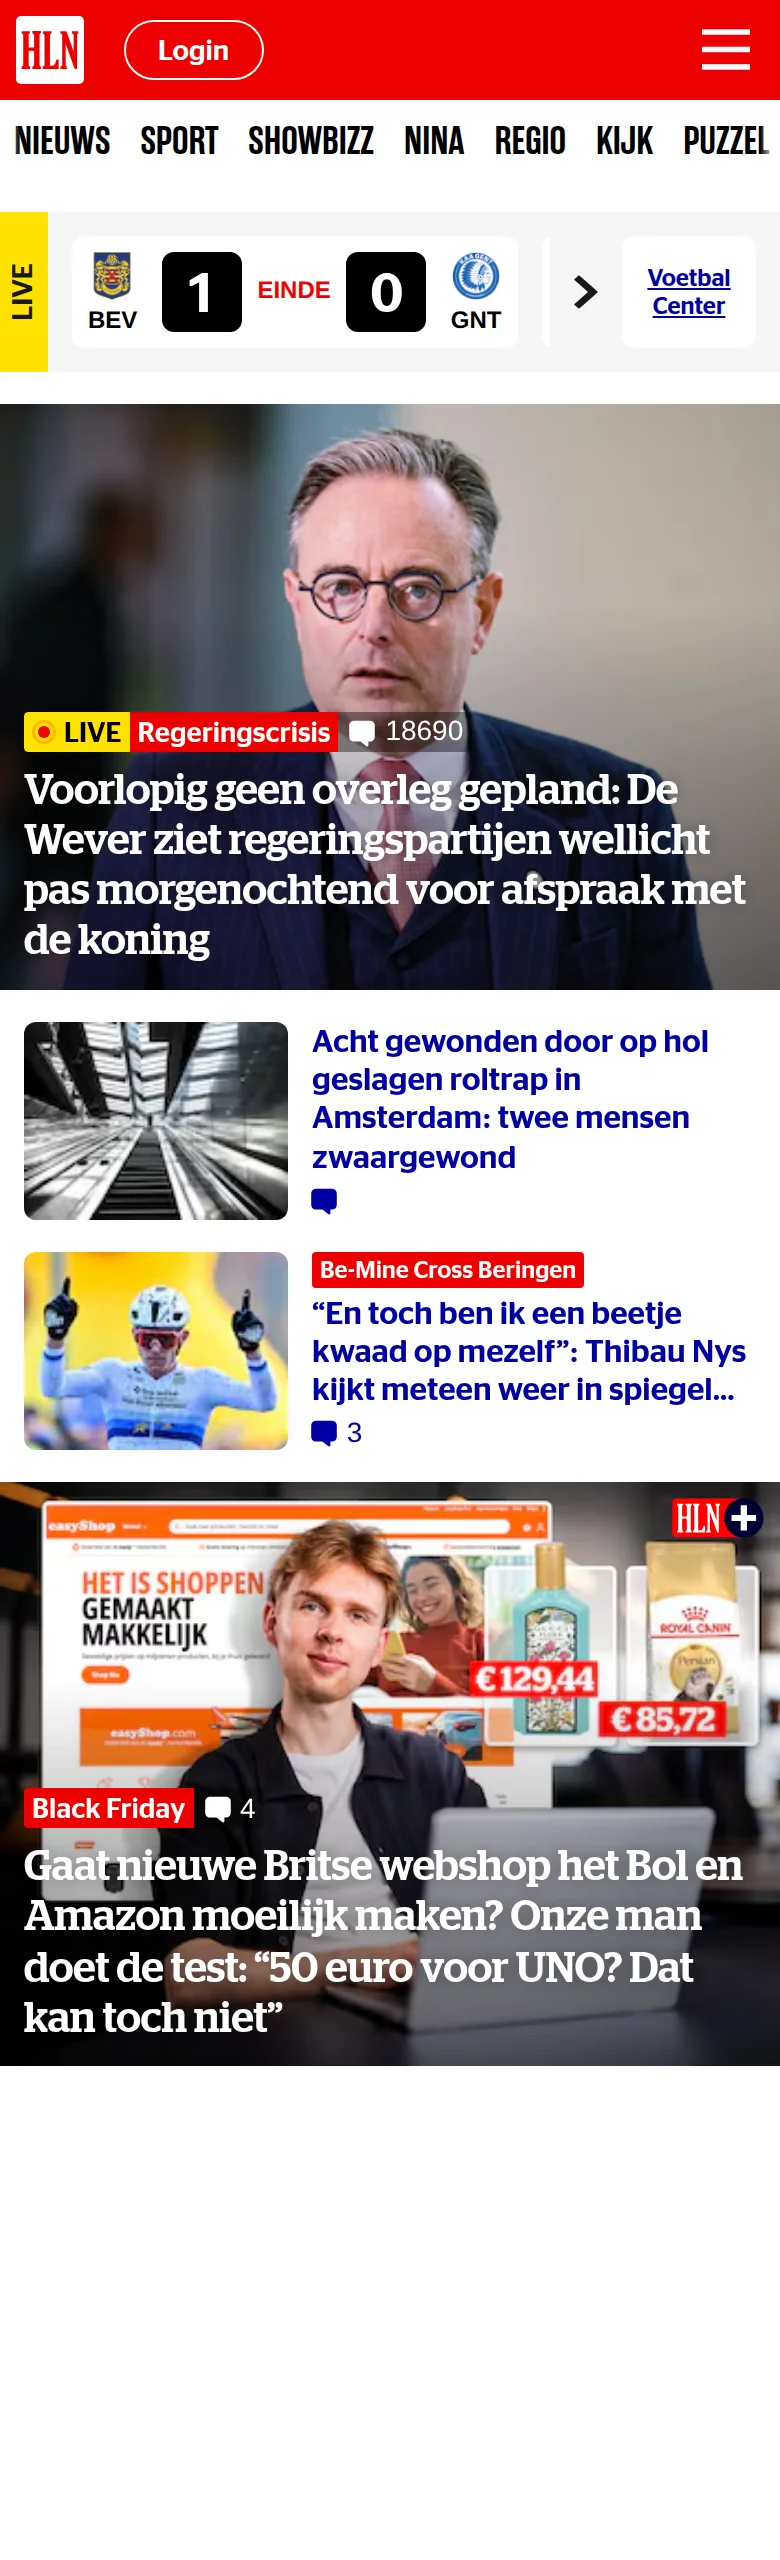 HLN
Login
NIEUWS SPORT SHOWBIZZ NINA REGIO KIJK PUZZEL
LIVE
BEV
1
EINDE
0
GNT
Voetbal
Center
LIVE Regeringscrisis 18690
Voorlopig geen overleg gepland: De
Wever ziet regeringspartijen wellicht
pas morgenochtend voor afspraak met
de koning
Acht gewonden door op hol
geslagen roltrap in
Amsterdam: twee mensen
zwaargewond
Be-Mine Cross Beringen
“En toch ben ik een beetje
kwaad op mezelf”: Thibau Nys
kijkt meteen weer in spiegel...
3
HLN
easyShop
HET IS SHOPPEN
GEMAAKT
MAKKELIJK
ROYAL CANIN
Persian
€ 129,44
€ 85,72
easyShop.com
Black Friday 4
Gaat nieuwe Britse webshop het Bol en
Amazon moeilijk maken? Onze man
doet de test: “50 euro voor UNO? Dat
kan toch niet”